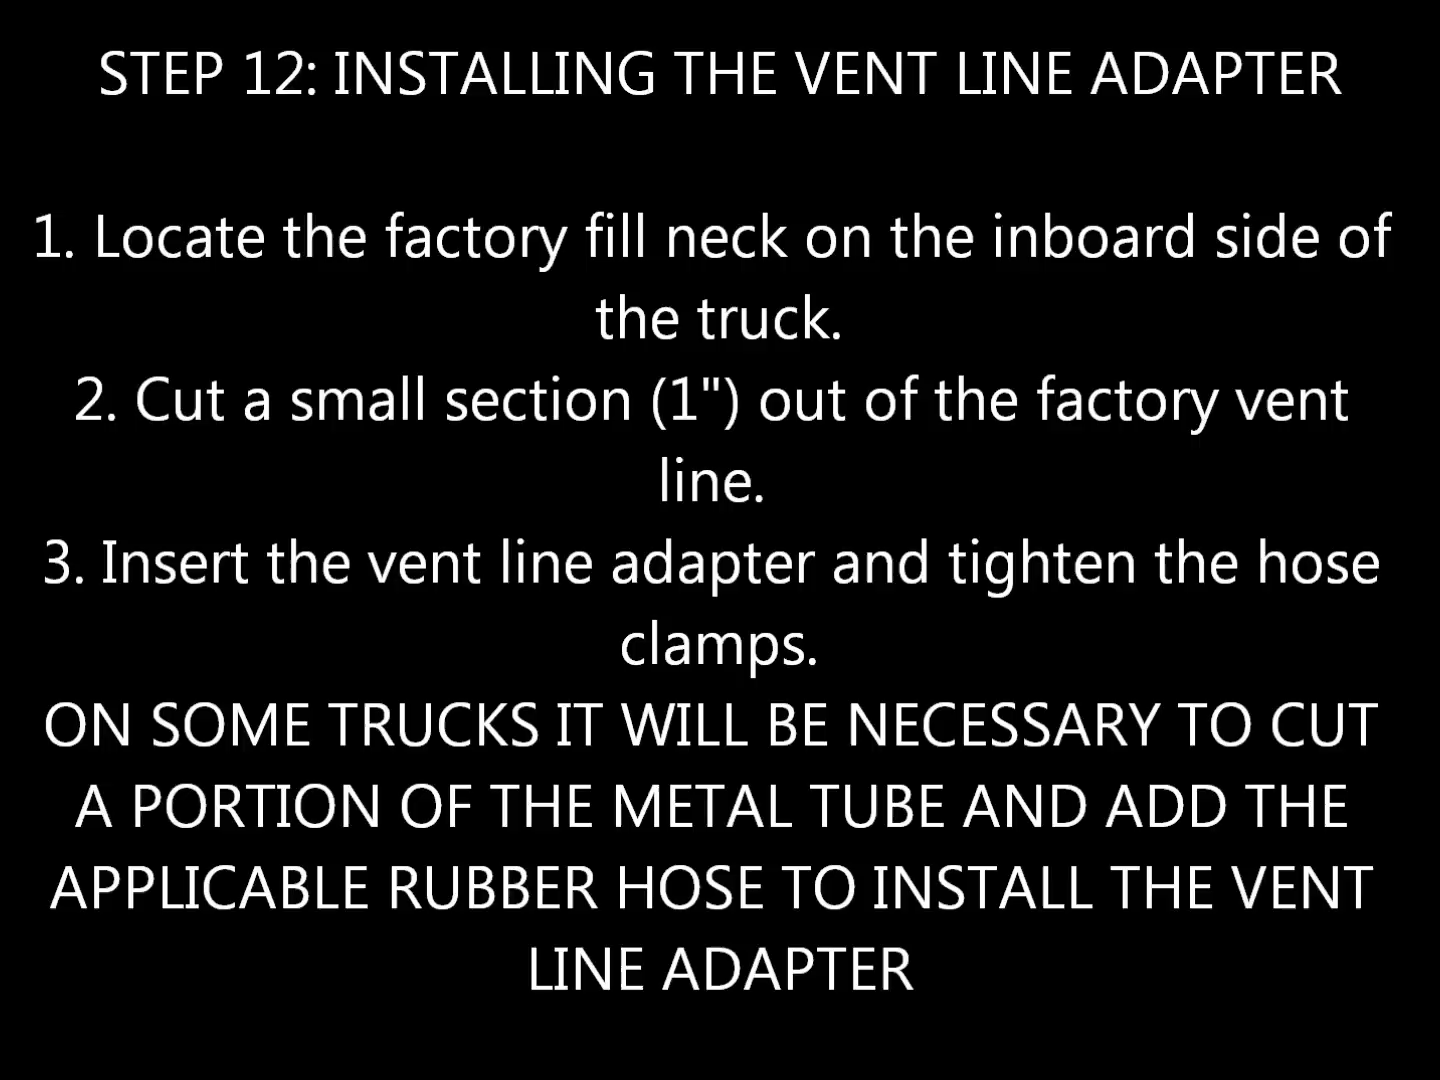 STEP 12: INSTALLING THE VENT LINE ADAPTER
1. Locate the factory fill neck on the inboard side of
the truck.
2. Cut a small section (1") out of the factory vent
line.
3. Insert the vent line adapter and tighten the hose
clamps.
ON SOME TRUCKS IT WILL BE NECESSARY TO CUT
A PORTION OF THE METAL TUBE AND ADD THE
APPLICABLE RUBBER HOSE TO INSTALL THE VENT
LINE ADAPTER